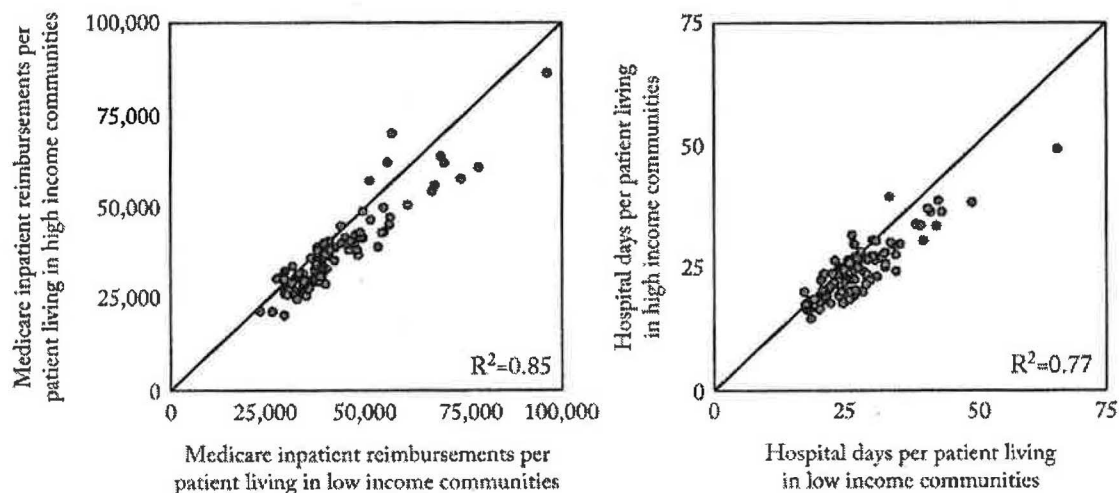 Medicare inpatient reimbursements per
patient living in high income communities
100,000
75,000
50,000
25,000
0
R²=0.85
0 25,000 50,000 75,000 100,000
Medicare inpatient reimbursements per
patient living in low income communities
Hospital days per patient living
in high income communities
75
50
25
0
R²=0.77
0 25 50 75
Hospital days per patient living
in low income communities